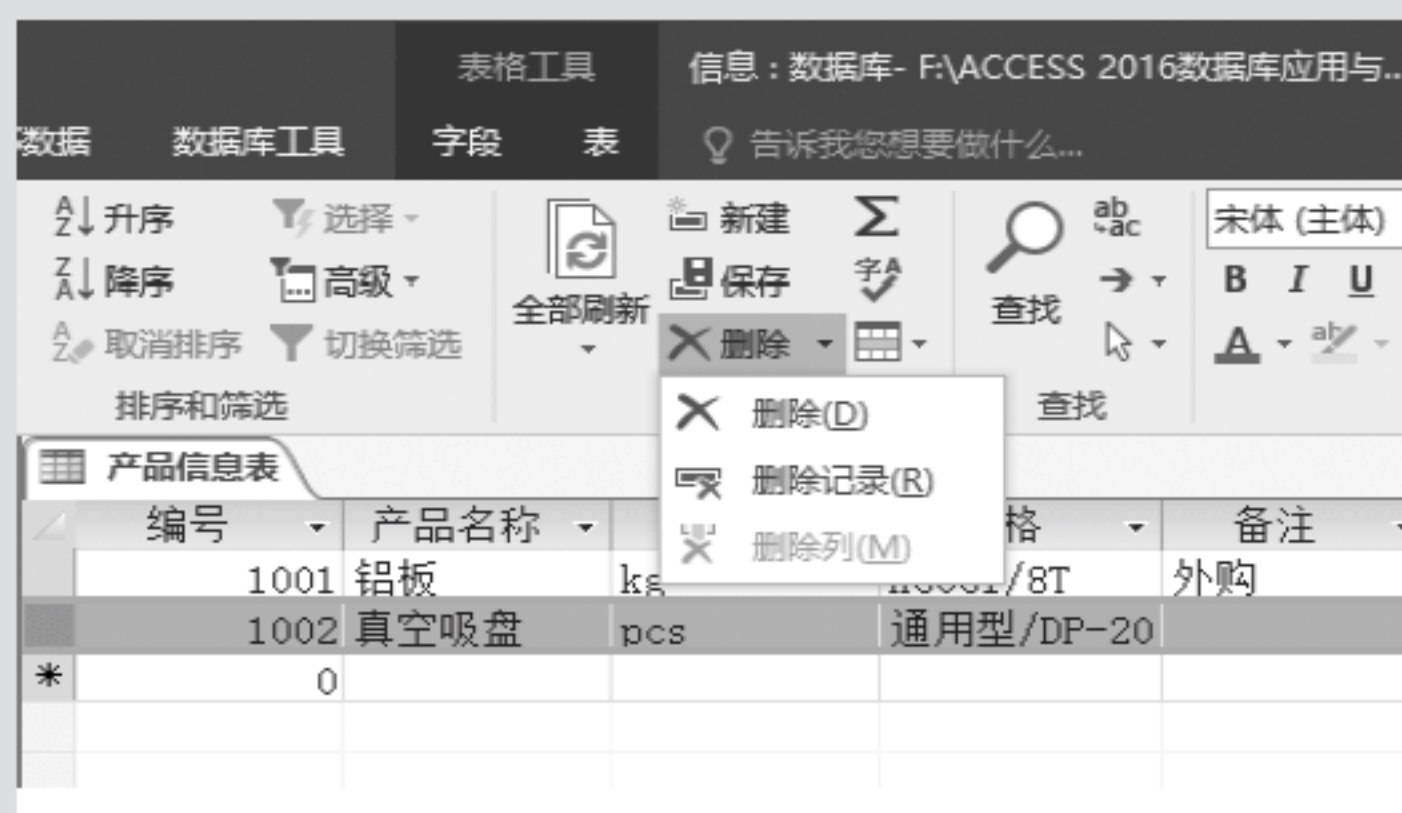 表格工具 信息：数据库- F:\ACCESS 2016数据库应用与...
数据 数据库工具 字段 表 告诉我您想要做什么...
升序 选择 新建 宋体 (主体)
降序 高级 保存 B I U
全部刷新 查找
取消排序 切换筛选 删除
排序和筛选 查找
删除(D)
删除记录(R)
删除列(M)
产品信息表
编号 产品名称 格 备注
1001 铝板 kg /8T 外购
1002 真空吸盘 pcs 通用型/DP-20
* 0